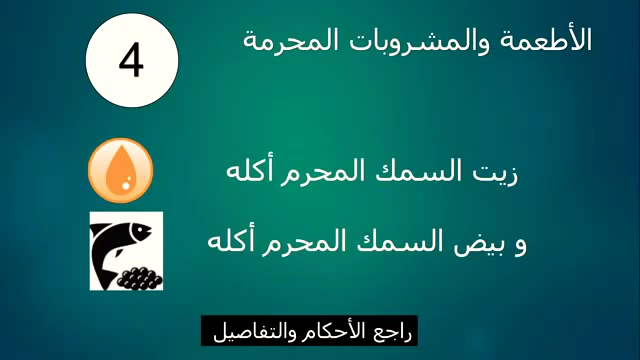 الأطعمة والمشروبات المحرمة
4
زيت السمك المحرم أكله
و بيض السمك المحرم أكله
راجع الأحكام والتفاصيل